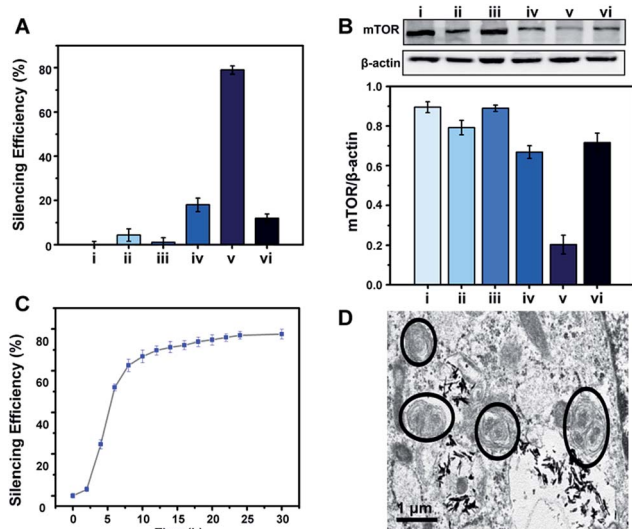 A
Silencing Efficiency (%)
80
60
40
20
0
i ii iii iv v vi
B
i ii iii iv v vi
mTOR
β-actin
mTOR/β-actin
1.0
0.8
0.6
0.4
0.2
0.0
i ii iii iv v vi
C
Silencing Efficiency (%)
80
60
40
20
0
0 5 10 15 20 25 30
D
1 μm